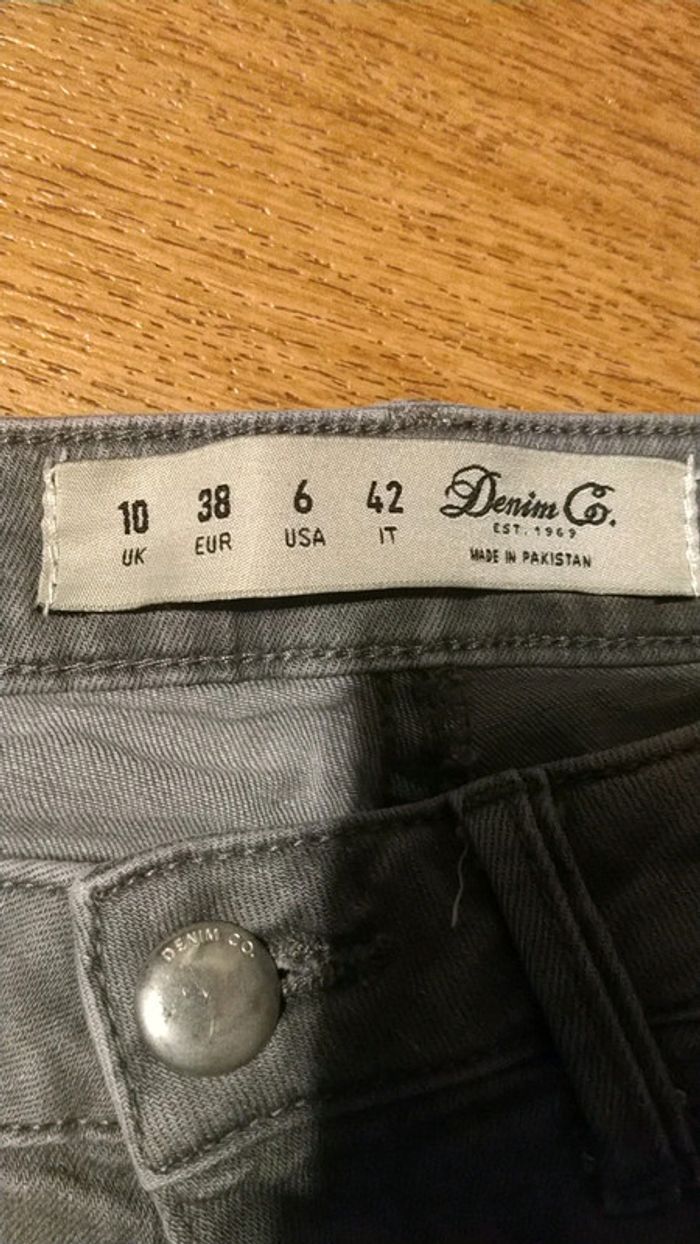 10 38 6 42
UK EUR USA IT
Denim Co.
EST. 1969
MADE IN PAKISTAN
DENIM CO.